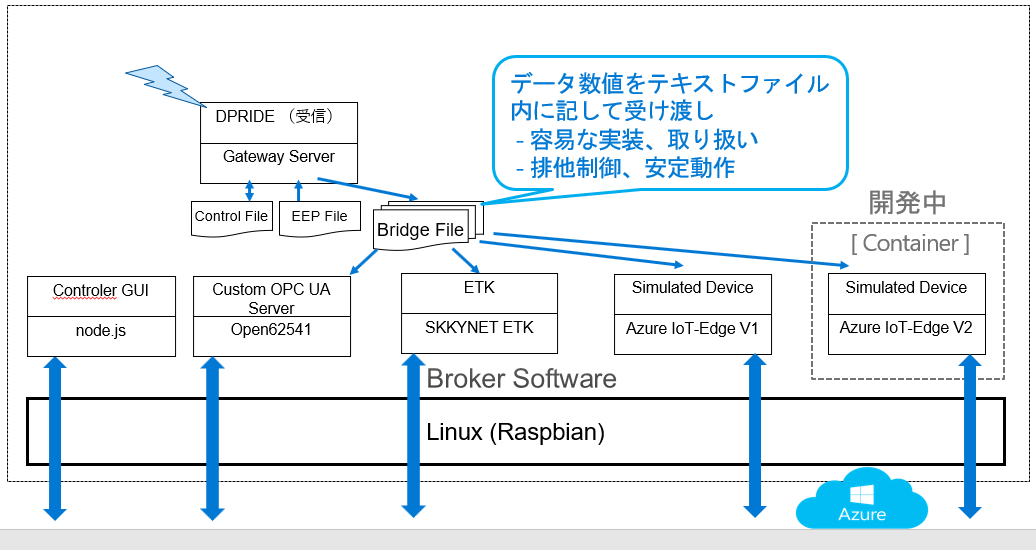 データ数値をテキストファイル
内に記して受け渡し
- 容易な実装、取り扱い
- 排他制御、安定動作
DPRIDE （受信）
Gateway Server
Control File
EEP File
Bridge File
開発中
[ Container ]
Controler GUI
node.js
Custom OPC UA
Server
Open62541
ETK
SKKYNET ETK
Simulated Device
Azure IoT-Edge V1
Simulated Device
Azure IoT-Edge V2
Broker Software
Linux (Raspbian)
Azure